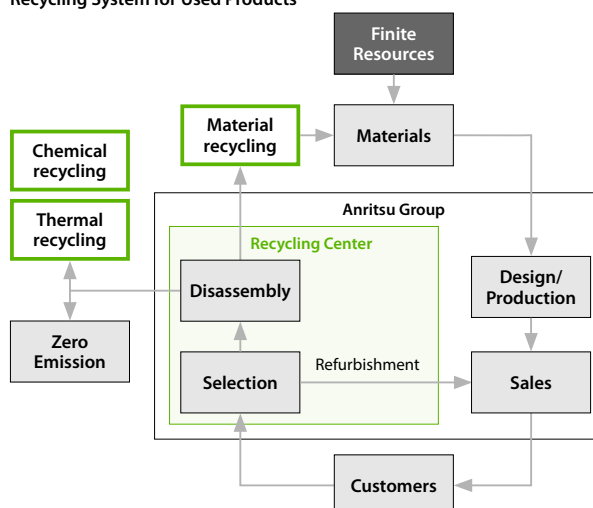 Recycling System for Used Products
Finite
Resources
Material
recycling
Materials
Chemical
recycling
Thermal
recycling
Anritsu Group
Recycling Center
Disassembly
Design/
Production
Zero
Emission
Selection
Refurbishment
Sales
Customers